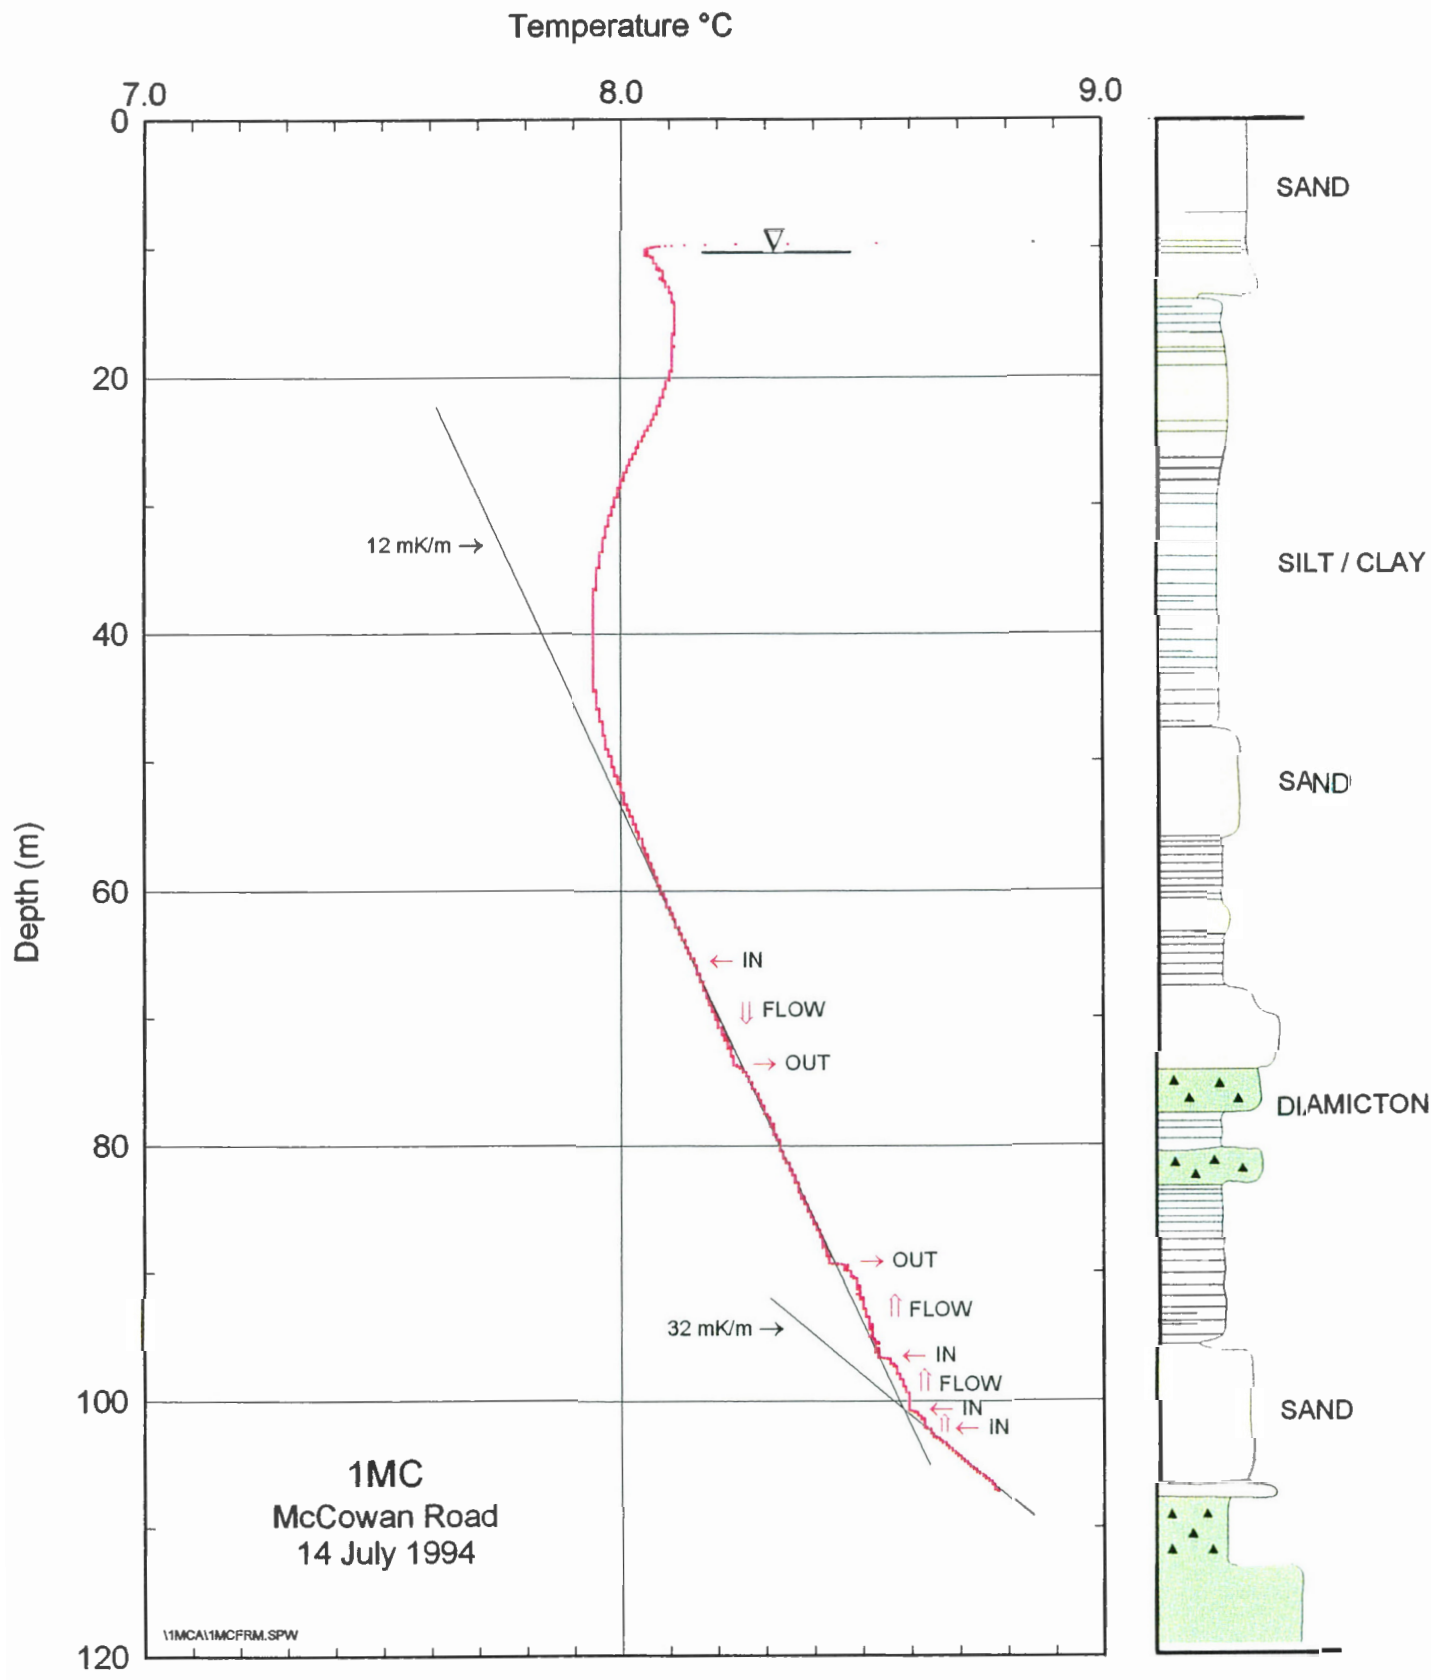 Temperature °C
7.0 8.0 9.0
0
SAND
20
12 mK/m →
SILT / CLAY
40
SAND
Depth (m)
60
← IN
⇓ FLOW
→ OUT
DIAMICTON
80
→ OUT
⇑ FLOW
32 mK/m →
← IN
⇑ FLOW
100
← IN
⇑ ← IN
SAND
1MC
McCowan Road
14 July 1994
\1MCA\1MCFRM.SPW
120